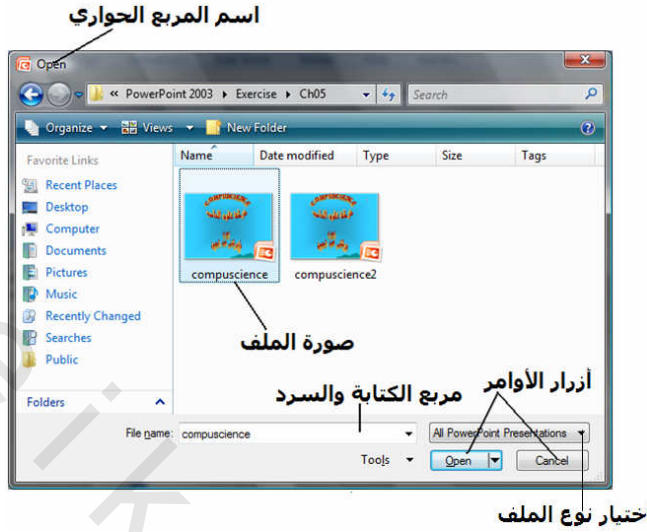 اسم المربع الحواري
Open
« PowerPoint 2003 ▸ Exercise ▸ Ch05
Search
Organize
Views
New Folder
Favorite Links
Name
Date modified
Type
Size
Tags
Recent Places
Desktop
Computer
Documents
Pictures
Music
Recently Changed
Searches
Public
Folders
compuscience
compuscience2
صورة الملف
مربع الكتابة والسرد
أزرار الأوامر
File name:
compuscience
All PowerPoint Presentations
Tools
Open
Cancel
ختيار نوع الملف